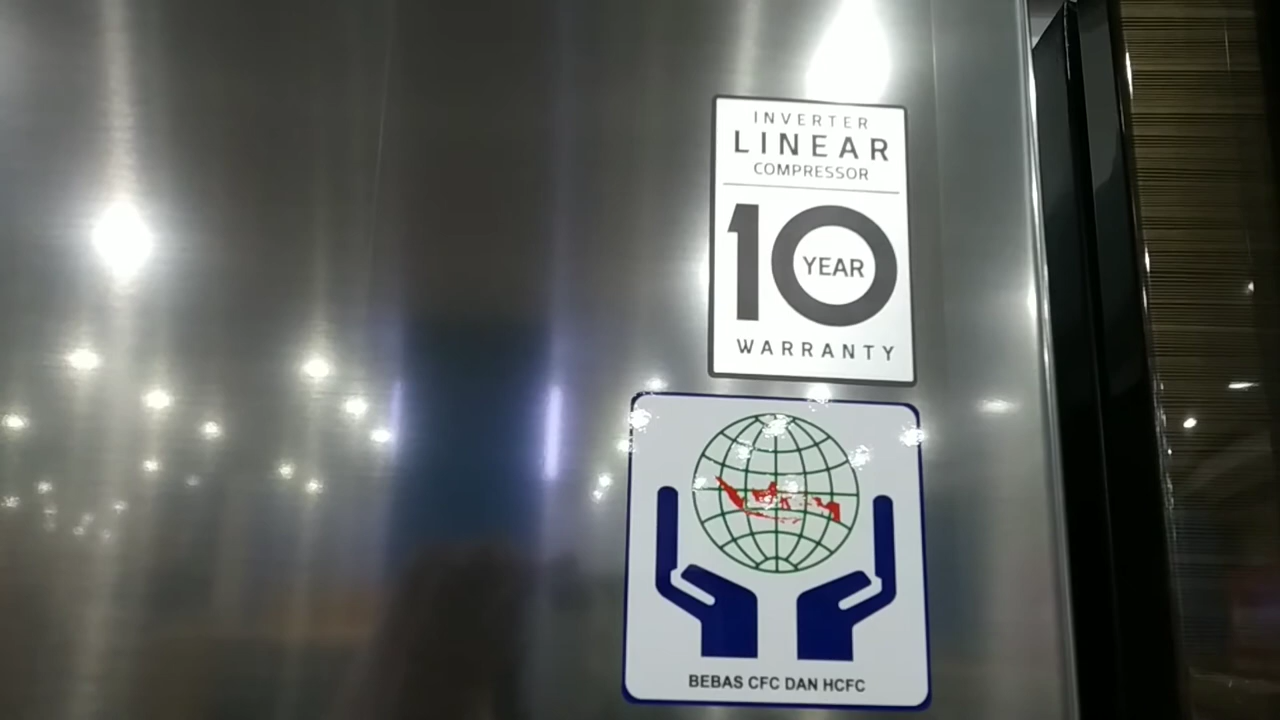 INVERTER
LINEAR
COMPRESSOR
10
YEAR
WARRANTY
BEBAS CFC DAN HCFC